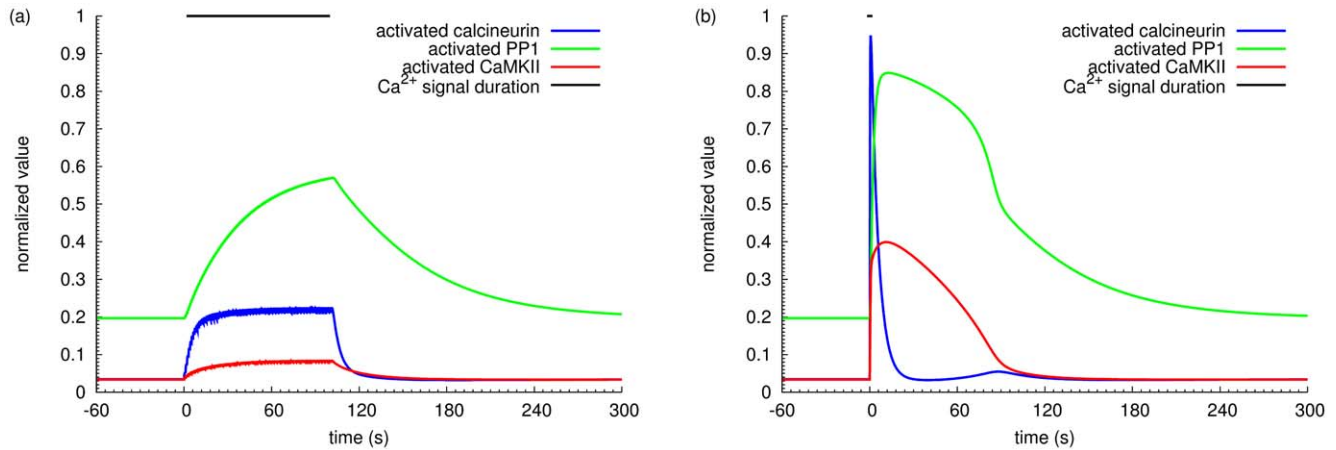 (a)
1
0.9
0.8
0.7
0.6
0.5
0.4
0.3
0.2
0.1
0
normalized value
activated calcineurin
activated PP1
activated CaMKII
Ca2+ signal duration
-60 0 60 120 180 240 300
time (s)
(b)
1
0.9
0.8
0.7
0.6
0.5
0.4
0.3
0.2
0.1
0
normalized value
activated calcineurin
activated PP1
activated CaMKII
Ca2+ signal duration
-60 0 60 120 180 240 300
time (s)